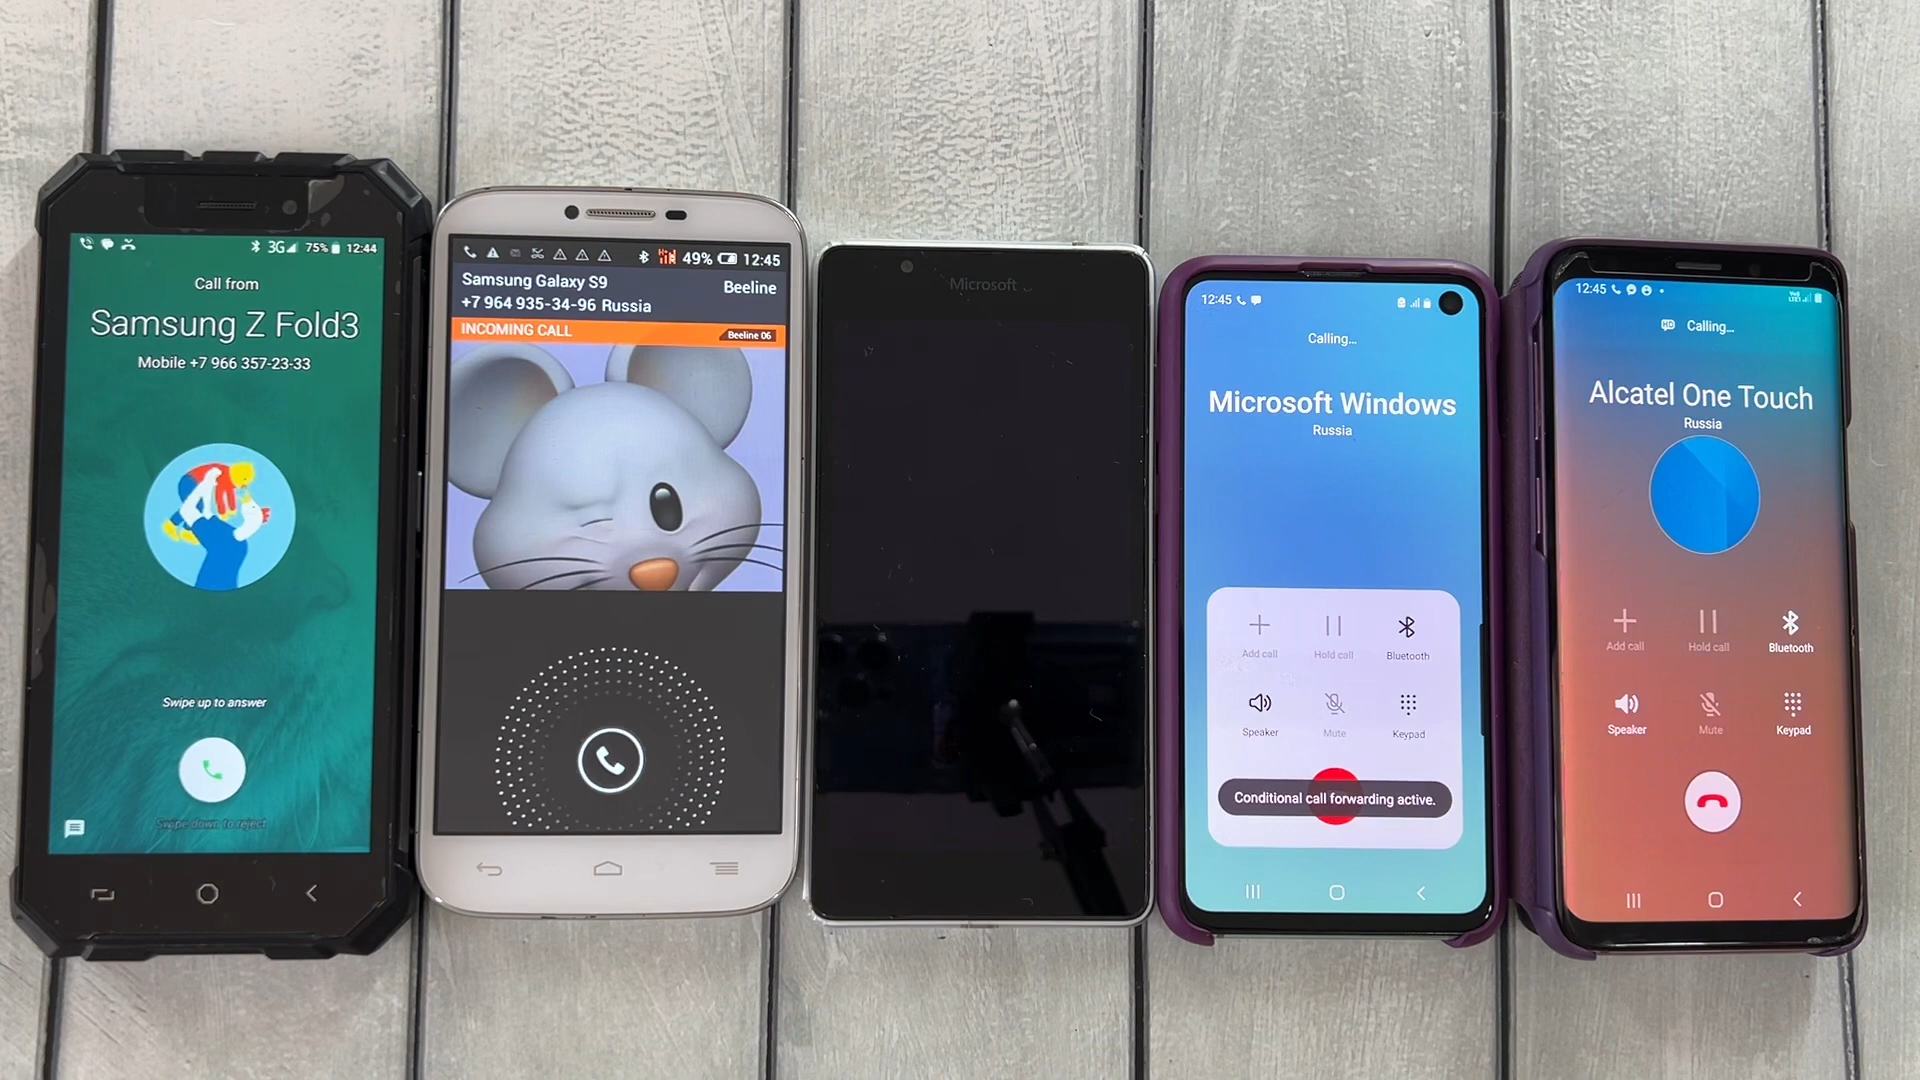 3G 75% 12:44
Call from
Samsung Z Fold3
Mobile +7 966 357-23-33
Swipe up to answer
Swipe down to reject
49% 12:45
Samsung Galaxy S9
Beeline
+7 964 935-34-96 Russia
INCOMING CALL
Beeline 06
Microsoft
12:45
Calling...
Microsoft Windows
Russia
Add call
Hold call
Bluetooth
Speaker
Mute
Keypad
Conditional call forwarding active.
12:45
HD Calling...
Alcatel One Touch
Russia
Add call
Hold call
Bluetooth
Speaker
Mute
Keypad